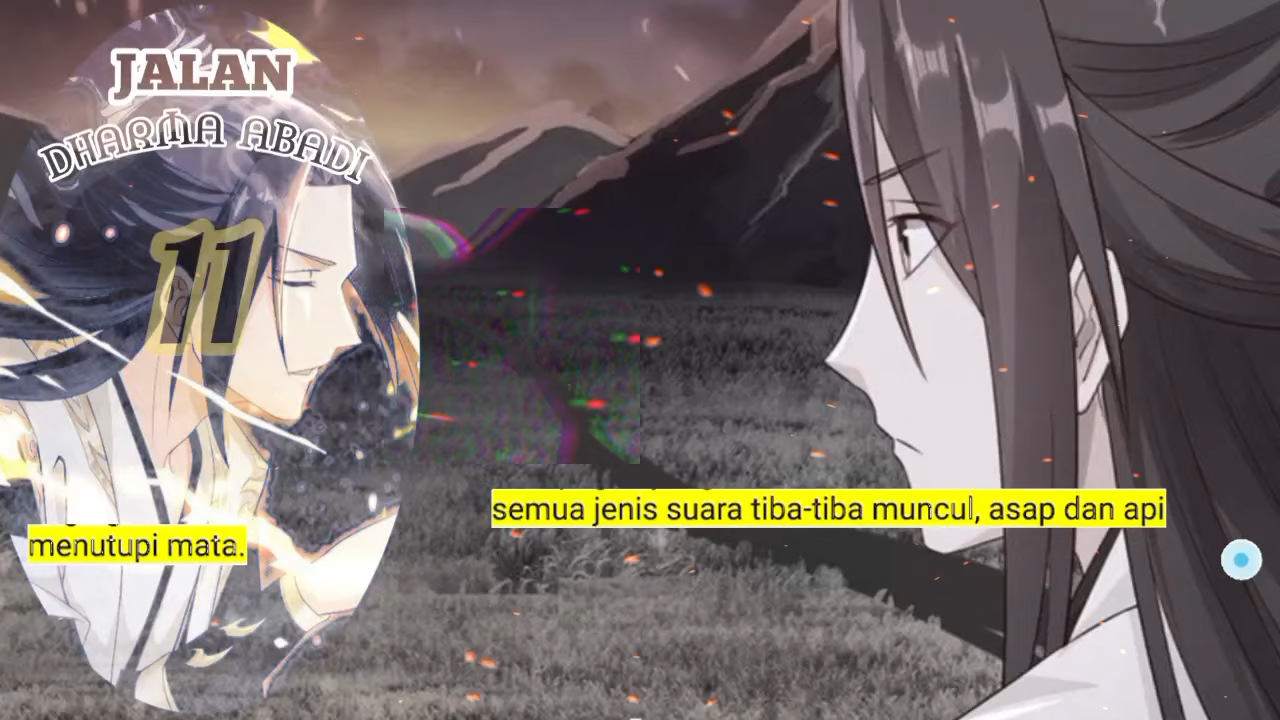 JALAN
DHARMA ABADI
11
semua jenis suara tiba-tiba muncul, asap dan api
menutupi mata.